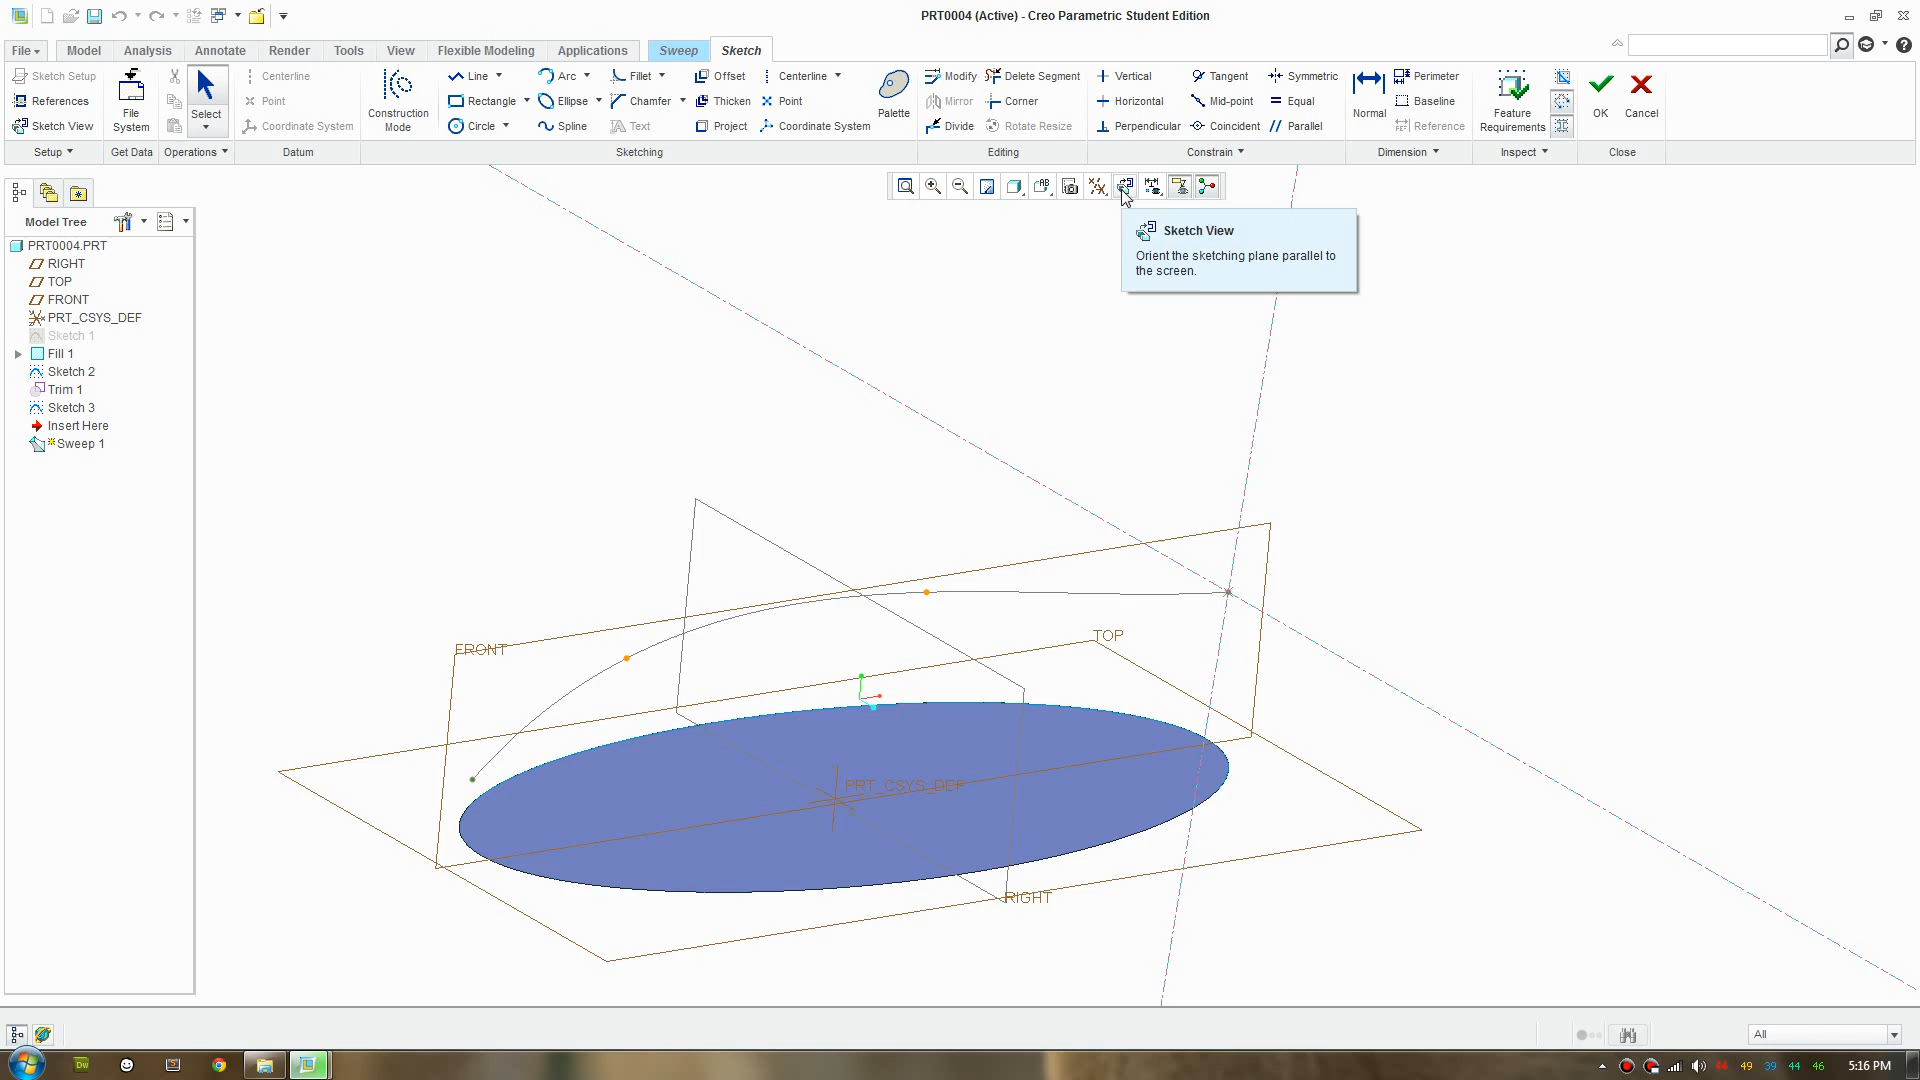 PRT0004 (Active) - Creo Parametric Student Edition
File
Model
Analysis
Annotate
Render
Tools
View
Flexible Modeling
Applications
Sweep
Sketch
Sketch Setup
References
Sketch View
Setup
File
System
Get Data
Select
Operations
Centerline
Point
Coordinate System
Datum
Construction
Mode
Line
Arc
Fillet
Offset
Centerline
Rectangle
Ellipse
Chamfer
Thicken
Point
Circle
Spline
Text
Project
Coordinate System
Palette
Sketching
Modify
Delete Segment
Mirror
Corner
Divide
Rotate Resize
Editing
Vertical
Tangent
Symmetric
Horizontal
Mid-point
Equal
Perpendicular
Coincident
Parallel
Constrain
Normal
Perimeter
Baseline
Reference
Dimension
Feature
Requirements
Inspect
OK
Cancel
Close
Sketch View
Orient the sketching plane parallel to
the screen.
Model Tree
PRT0004.PRT
RIGHT
TOP
FRONT
PRT_CSYS_DEF
Sketch 1
Fill 1
Sketch 2
Trim 1
Sketch 3
Insert Here
Sweep 1
FRONT
TOP
PRT_CSYS_DEF
RIGHT
All
Dw
44 49 39 44 46
5:16 PM